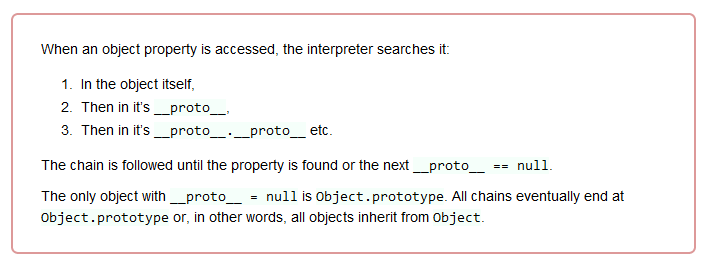 When an object property is accessed, the interpreter searches it:
1. In the object itself,
2. Then in it's __proto__,
3. Then in it's __proto__.__proto__ etc.
The chain is followed until the property is found or the next __proto__ == null.
The only object with __proto__ = null is Object.prototype. All chains eventually end at
Object.prototype or, in other words, all objects inherit from Object.